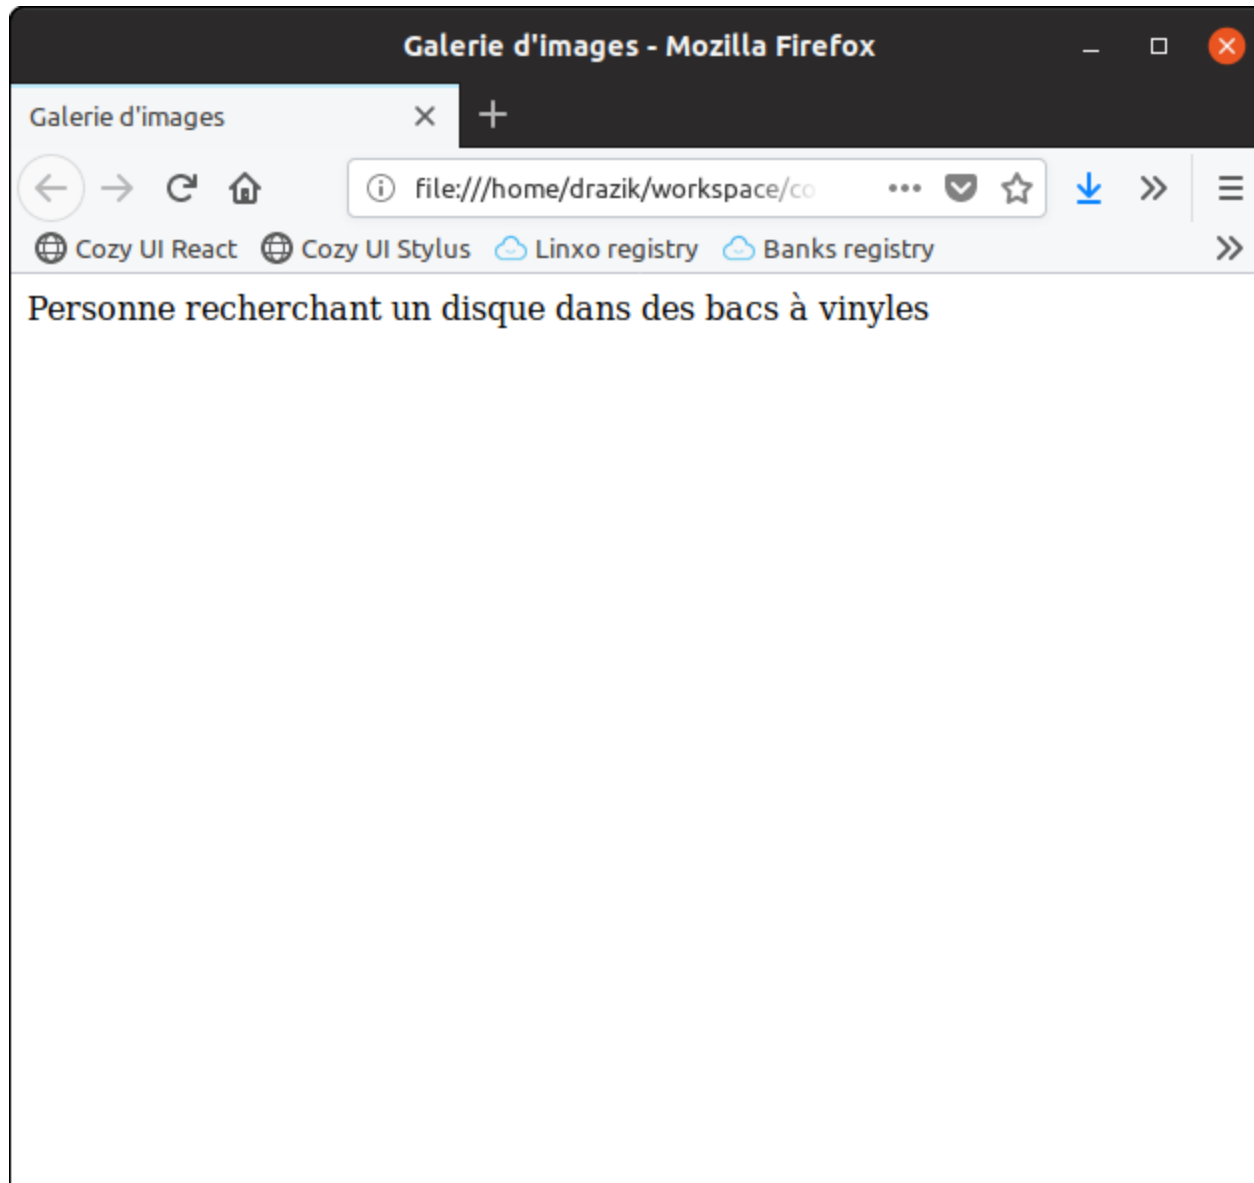 Galerie d'images - Mozilla Firefox
Galerie d'images
file:///home/drazik/workspace/co
Cozy UI React Cozy UI Stylus Linxo registry Banks registry
Personne recherchant un disque dans des bacs à vinyles